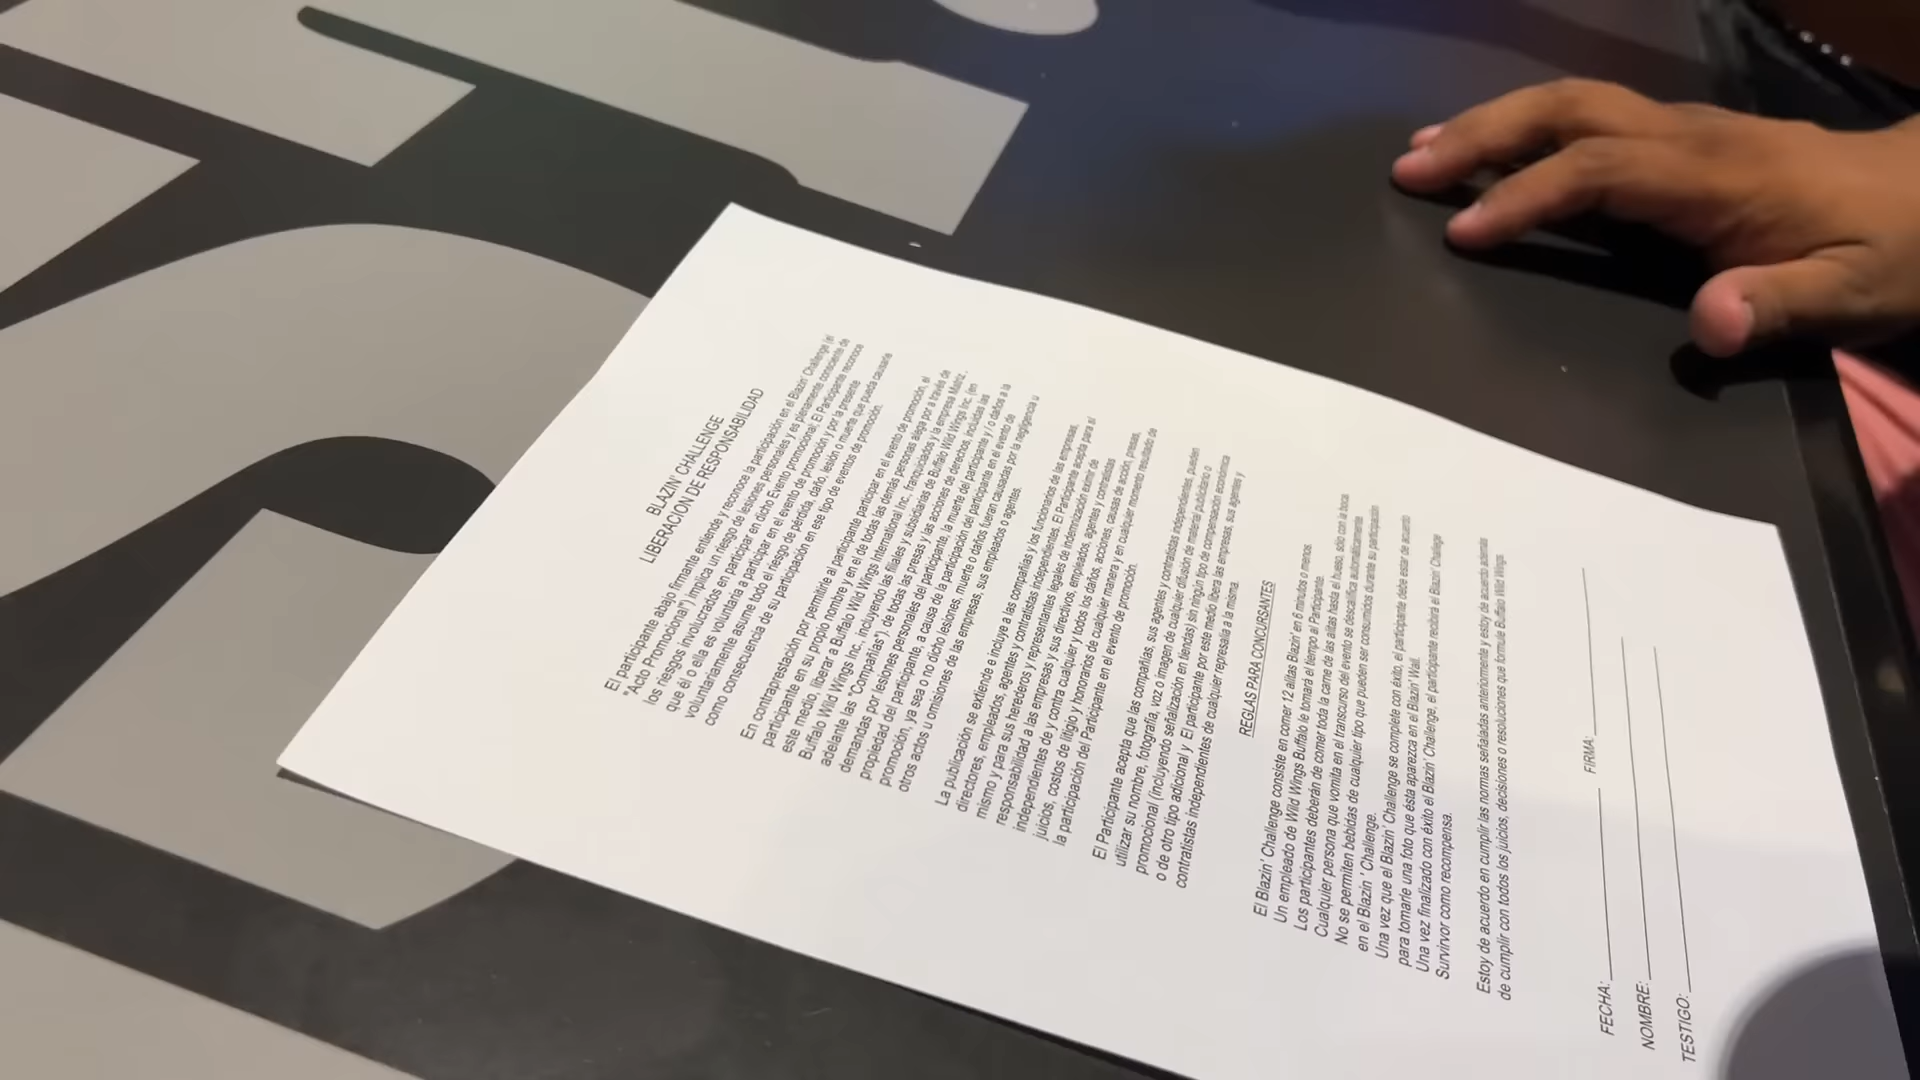 BLAZIN' CHALLENGE
LIBERACION DE RESPONSABILIDAD
El participante abajo firmante entiende y reconoce la participación en el Blazin' Challenge (el
"Acto Promocional") implica un riesgo de lesiones personales y es plenamente consciente de
los riesgos involucrados en participar en dicho Evento promocional; El Participante reconoce
que él o ella es voluntaria a participar en el evento de promoción y por la presente
voluntariamente asume todo el riesgo de pérdida, daño, lesión o muerte que pueda causarle
como consecuencia de su participación en ese tipo de eventos de promoción.
En contraprestación por permitirle al participante participar en el evento de promoción, el
participante en su propio nombre y en el de todas las demás personas alega por a través de
este medio, liberar a Buffalo Wild Wings International Inc., franquiciados y la empresa Matriz,
Buffalo Wild Wings Inc., incluyendo las filiales y subsidiarias de Buffalo Wild Wings Inc. (en
adelante las "Compañías"), de todas las presas y las acciones de derechos, incluidas las
demandas por lesiones personales del participante, la muerte del participante y / o daños a la
propiedad del participante, a causa de la participación del participante en el evento de
promoción, ya sea o no dicho lesiones, muerte o daños fueran causadas por la negligencia u
otros actos u omisiones de las empresas, sus empleados o agentes.
La publicación se extiende e incluye a las compañías y los funcionarios de las empresas,
directores, empleados, agentes y contratistas independientes. El Participante acepta para sí
mismo y para sus herederos y representantes legales de indemnización eximir de
responsabilidad a las empresas y sus directivos, empleados, agentes y contratistas
independientes de y contra cualquier y todos los daños, acciones, causas de acción, presas,
juicios, costos de litigio y honorarios de cualquier manera y en cualquier momento resultado de
la participación del Participante en el evento de promoción.
El Participante acepta que las compañías, sus agentes y contratistas independientes, pueden
utilizar su nombre, fotografía, voz o imagen de cualquier difusión de material publicitario o
promocional (incluyendo señalización en tiendas) sin ningún tipo de compensación económica
o de otro tipo adicional y El participante por este medio libera las empresas, sus agentes y
contratistas independientes de cualquier represalia a la misma.
REGLAS PARA CONCURSANTES
El Blazin' Challenge consiste en comer 12 alitas Blazin' en 6 minutos o menos.
Un empleado de Wild Wings Buffalo le tomará el tiempo al Participante.
Los participantes deberán de comer toda la carne de las alitas hasta el hueso, sólo con la boca
Cualquier persona que vomita en el transcurso del evento se descalifica automáticamente.
No se permiten bebidas de cualquier tipo que pueden ser consumidos durante su participación
en el Blazin ' Challenge.
Una vez que el Blazin' Challenge se complete con éxito, el participante debe estar de acuerdo
para tomarle una foto que ésta aparezca en el Blazin' Wall.
Una vez finalizado con éxito el Blazin' Challenge, el participante recibirá el Blazin' Challenge
Survirvor como recompensa.
Estoy de acuerdo en cumplir las normas señaladas anteriormente y estoy de acuerdo además
de cumplir con todos los juicios, decisiones o resoluciones que formule Buffalo Wild Wings.
FECHA: FIRMA:
NOMBRE:
TESTIGO: